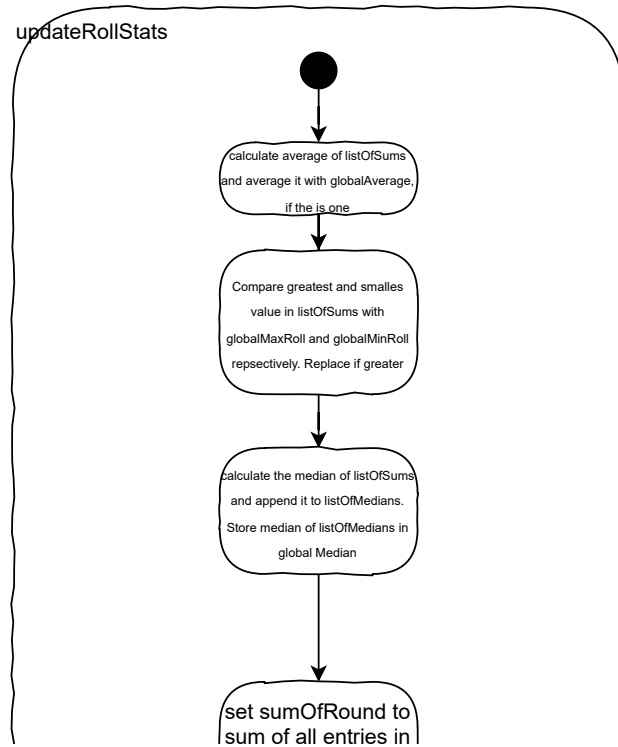 updateRollStats
calculate average of listOfSums
and average it with globalAverage,
if the is one
Compare greatest and smalles
value in listOfSums with
globalMaxRoll and globalMinRoll
repsectively. Replace if greater
calculate the median of listOfSums
and append it to listOfMedians.
Store median of listOfMedians in
global Median
set sumOfRound to
sum of all entries in